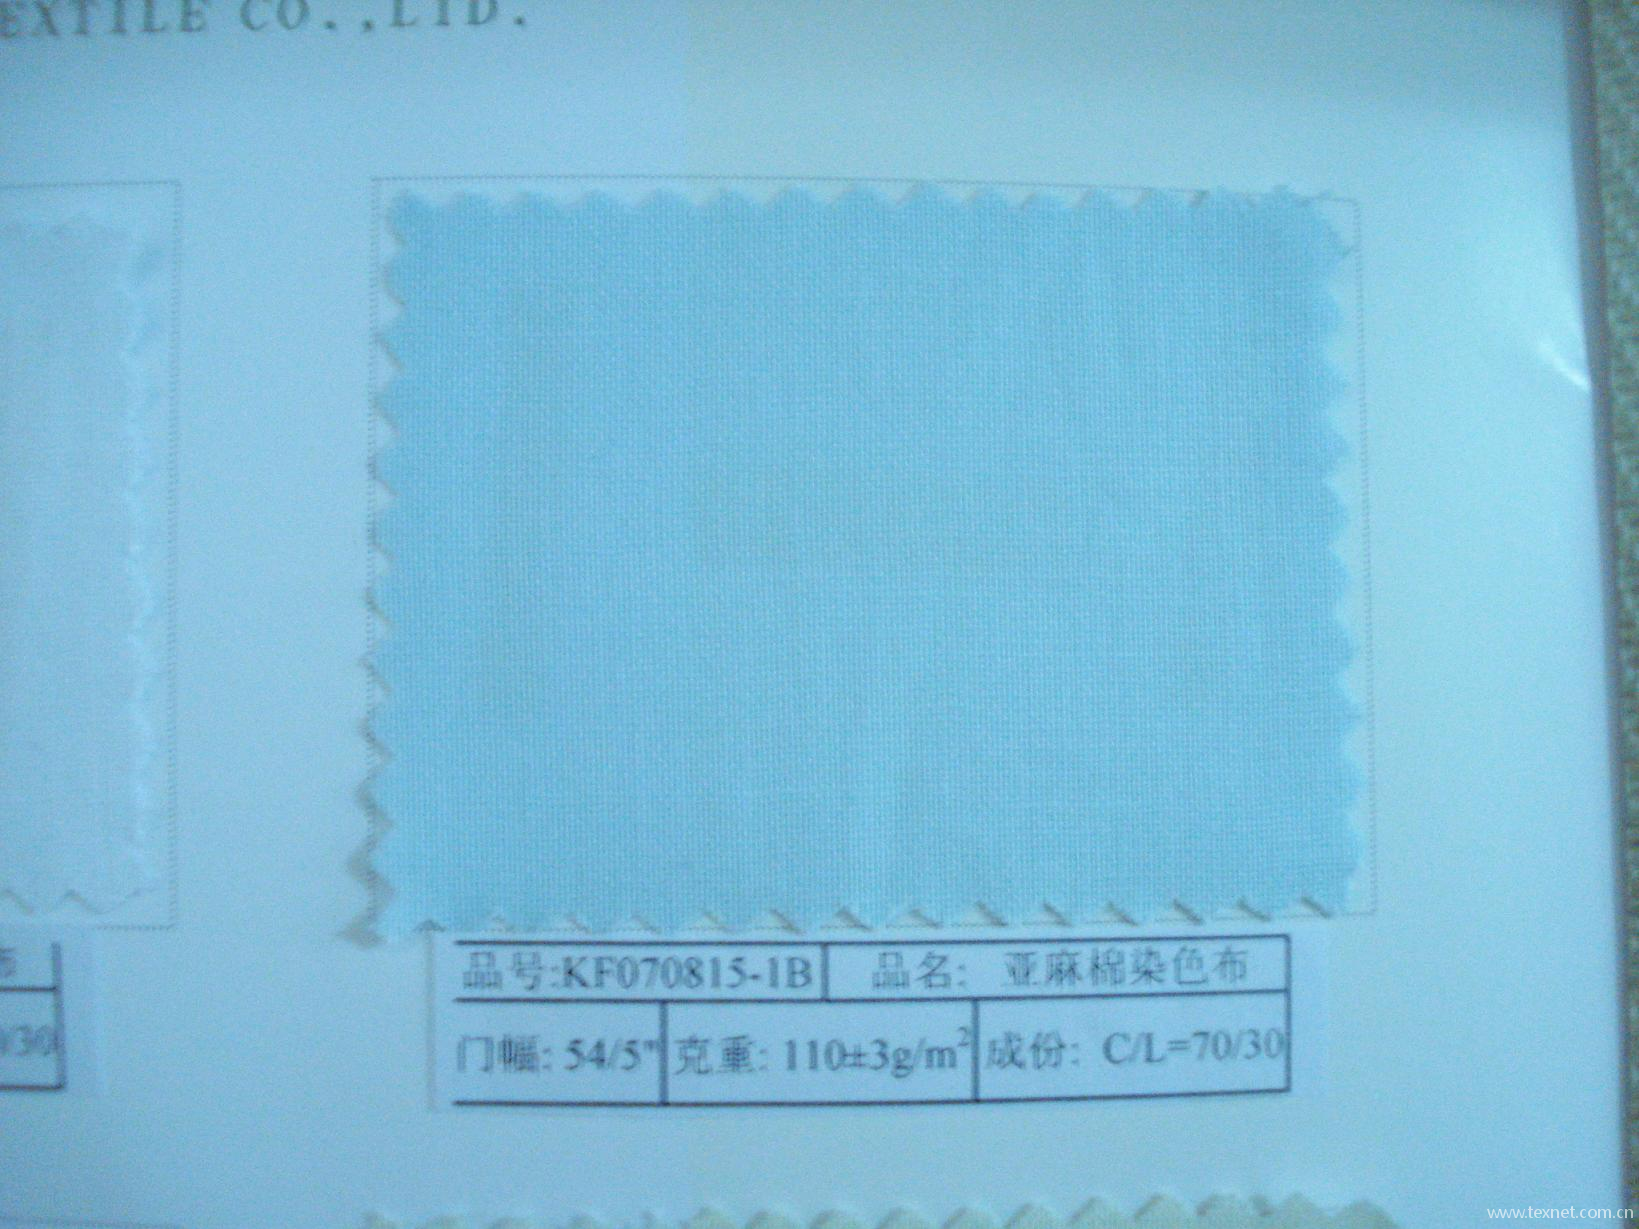 EXTILE CO.,LTD.
品号:KF070815-1B 品名: 亚麻棉染色布
门幅: 54/5" 克重: 110±3g/m² 成份: C/L=70/30
/30
www.texnet.com.cn